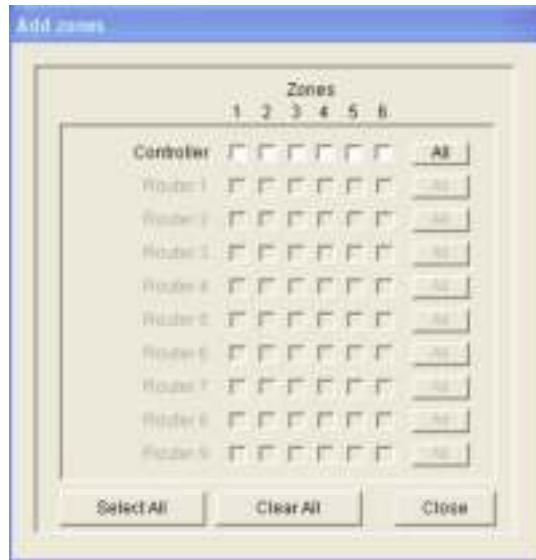 Add zones
Zones
1 2 3 4 5 6
Controller All
Router 1 All
Router 2 All
Router 3 All
Router 4 All
Router 5 All
Router 6 All
Router 7 All
Router 8 All
Router 9 All
Select All Clear All Close